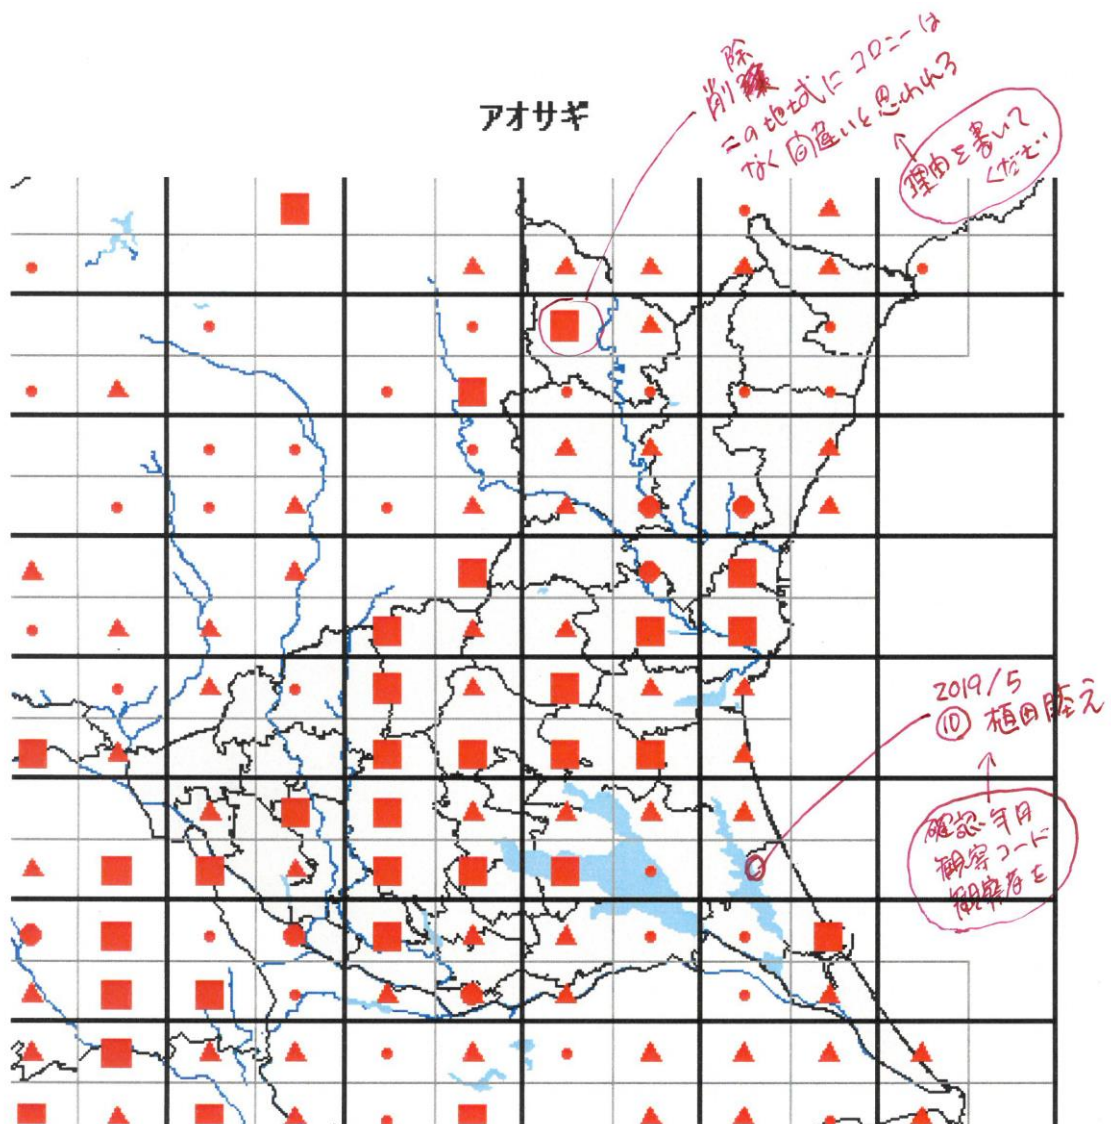 アオサギ
削除
この地域にコロニーは
なく間違いと思われる
理由を書いて
ください
2019/5
⑩ 植田睦之
確認年月
観察コード
観察者を